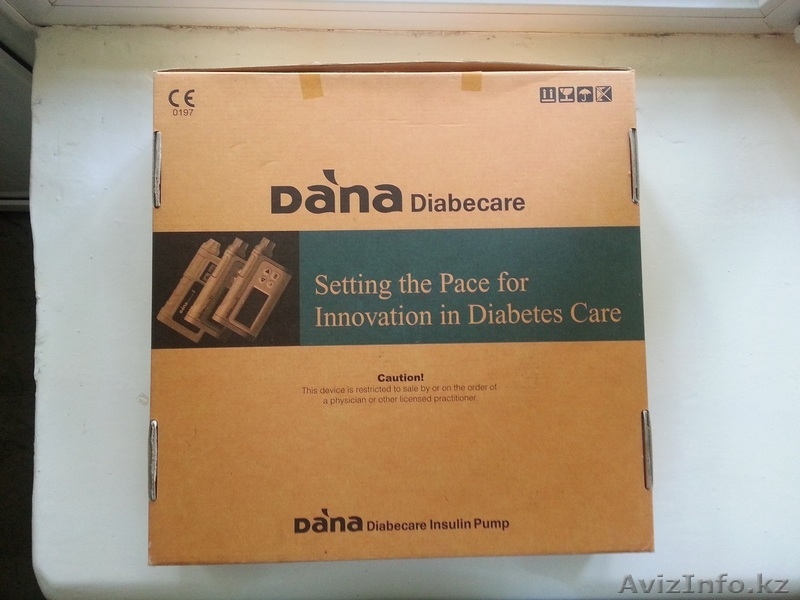 CE
0197
Dana Diabecare
Setting the Pace for
Innovation in Diabetes Care
Caution!
This device is restricted to sale by or on the order of
a physician or other licensed practitioner.
Dana Diabecare Insulin Pump
AvizInfo.kz